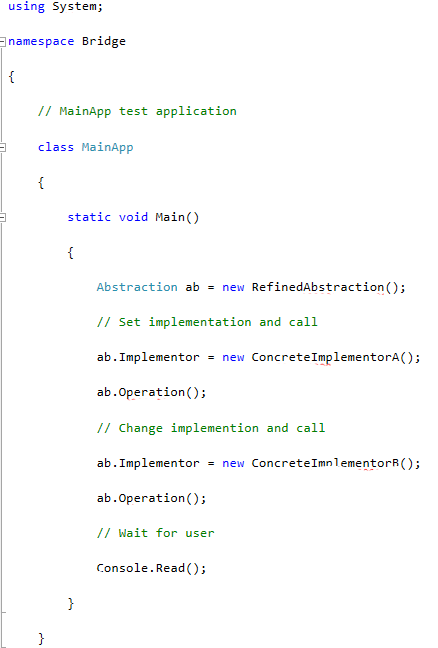 using System;
namespace Bridge
{
// MainApp test application
class MainApp
{
static void Main()
{
Abstraction ab = new RefinedAbstraction();
// Set implementation and call
ab.Implementor = new ConcreteImplementorA();
ab.Operation();
// Change implemention and call
ab.Implementor = new ConcreteImplementorB();
ab.Operation();
// Wait for user
Console.Read();
}
}